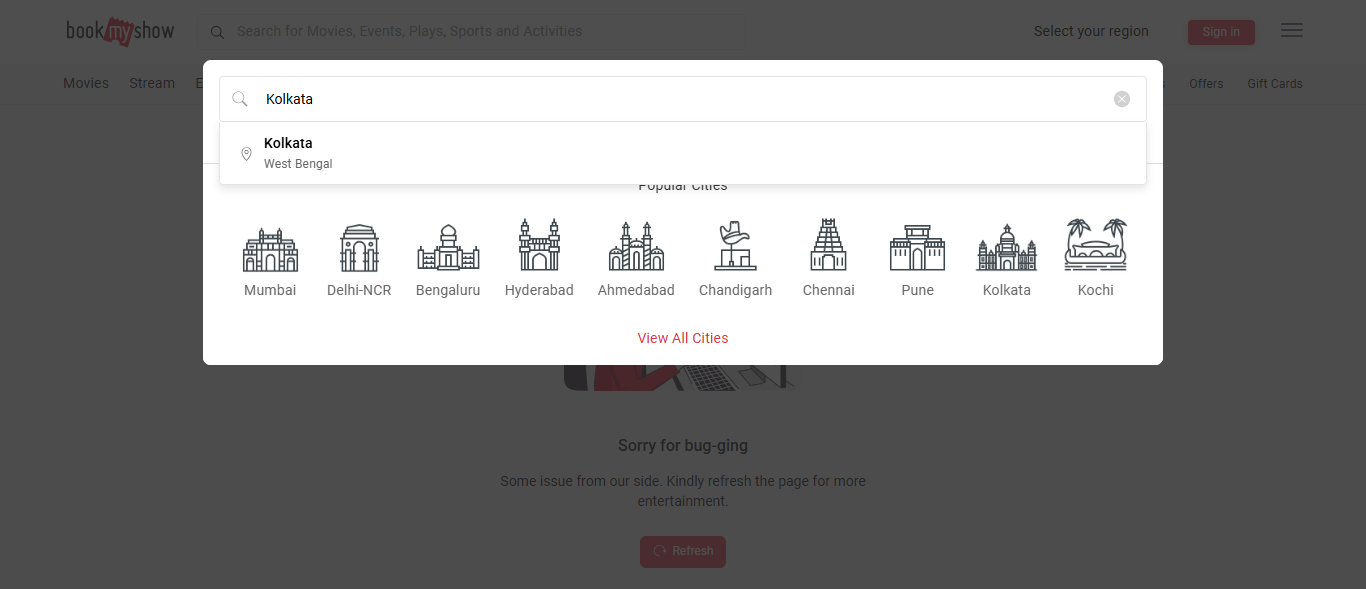 bookmyshow
Search for Movies, Events, Plays, Sports and Activities
Select your region
Sign in
Movies Stream
Offers Gift Cards
Kolkata
Kolkata
West Bengal
Popular Cities
Mumbai Delhi-NCR Bengaluru Hyderabad Ahmedabad Chandigarh Chennai Pune Kolkata Kochi
View All Cities
Sorry for bug-ging
Some issue from our side. Kindly refresh the page for more
entertainment.
Refresh